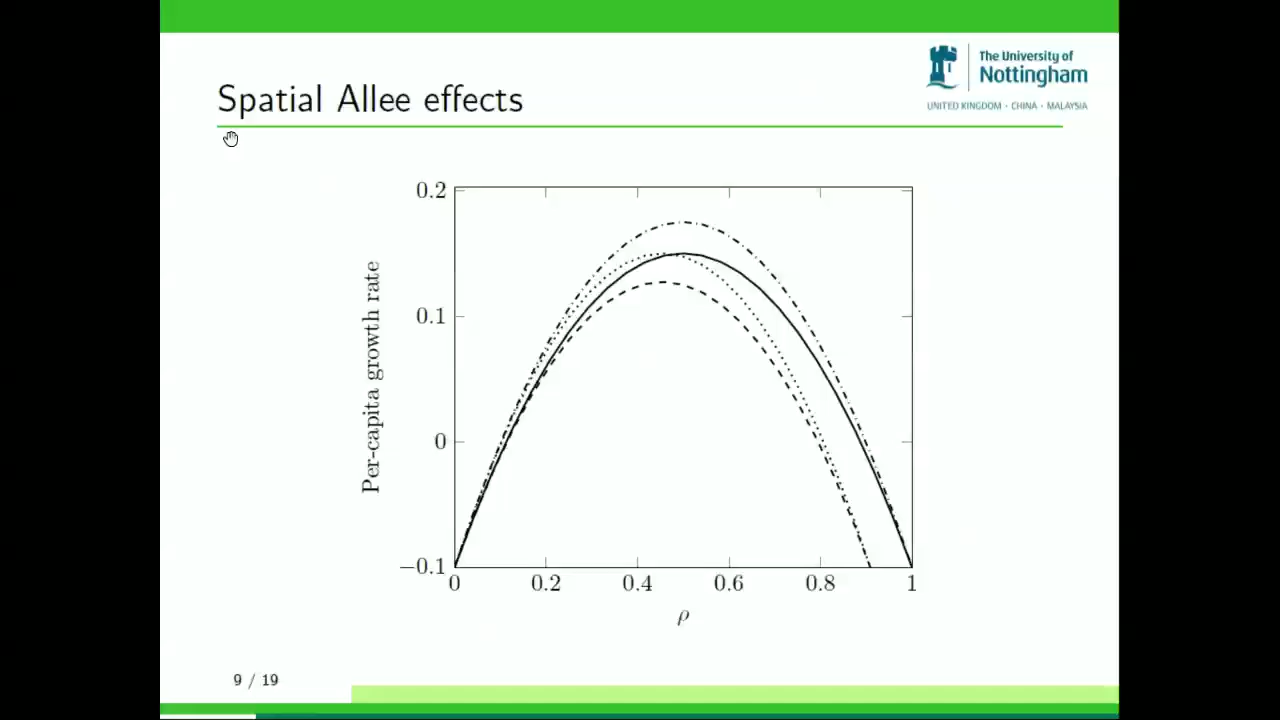 The University of
Nottingham
UNITED KINGDOM · CHINA · MALAYSIA
Spatial Allee effects
0.2
0.1
0
−0.1
Per-capita growth rate
0 0.2 0.4 0.6 0.8 1
ρ
9 / 19